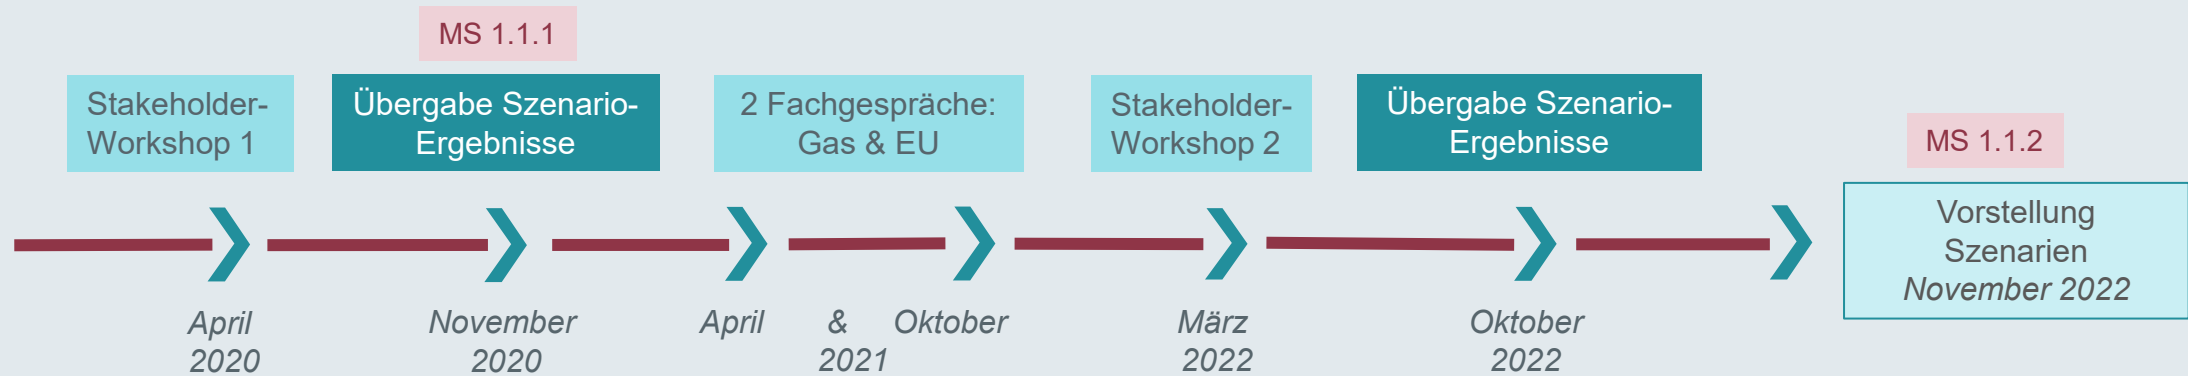 MS 1.1.1
Stakeholder-
Workshop 1
Übergabe Szenario-
Ergebnisse
2 Fachgespräche:
Gas & EU
Stakeholder-
Workshop 2
Übergabe Szenario-
Ergebnisse
MS 1.1.2
Vorstellung
Szenarien
November 2022
April
2020
November
2020
April & Oktober
2021
März
2022
Oktober
2022